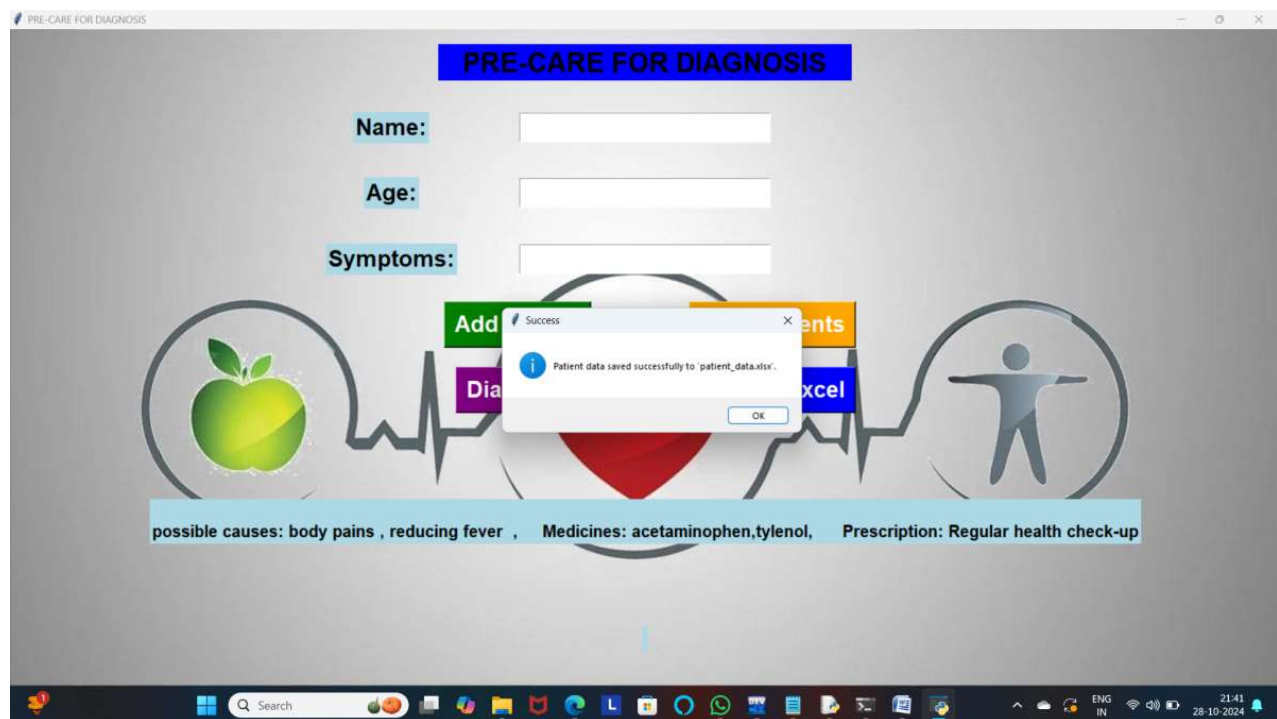 PRE-CARE FOR DIAGNOSIS
PRE-CARE FOR DIAGNOSIS
Name:
Age:
Symptoms:
Add
ents
Success
Patient data saved successfully to 'patient_data.xlsx'.
OK
Dia
xcel
possible causes: body pains , reducing fever , Medicines: acetaminophen,tylenol, Prescription: Regular health check-up
1
Search
L
ENG
IN
21:41
28-10-2024